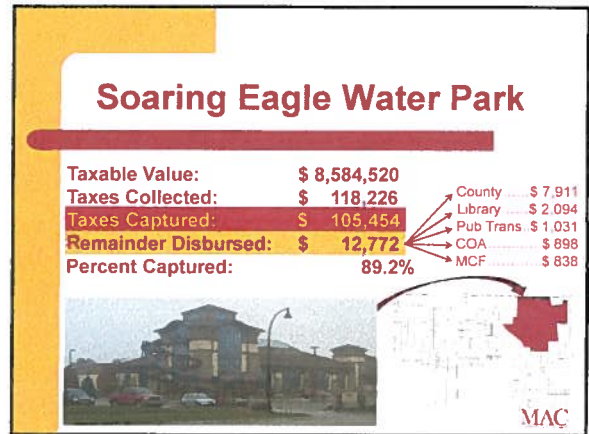 Soaring Eagle Water Park
Taxable Value: $ 8,584,520
Taxes Collected: $ 118,226
Taxes Captured: $ 105,454
Remainder Disbursed: $ 12,772
Percent Captured: 89.2%
County ...... $ 7,911
Library ..... $ 2,094
Pub Trans .. $ 1,031
COA ......... $ 898
MCF ......... $ 838
MAC